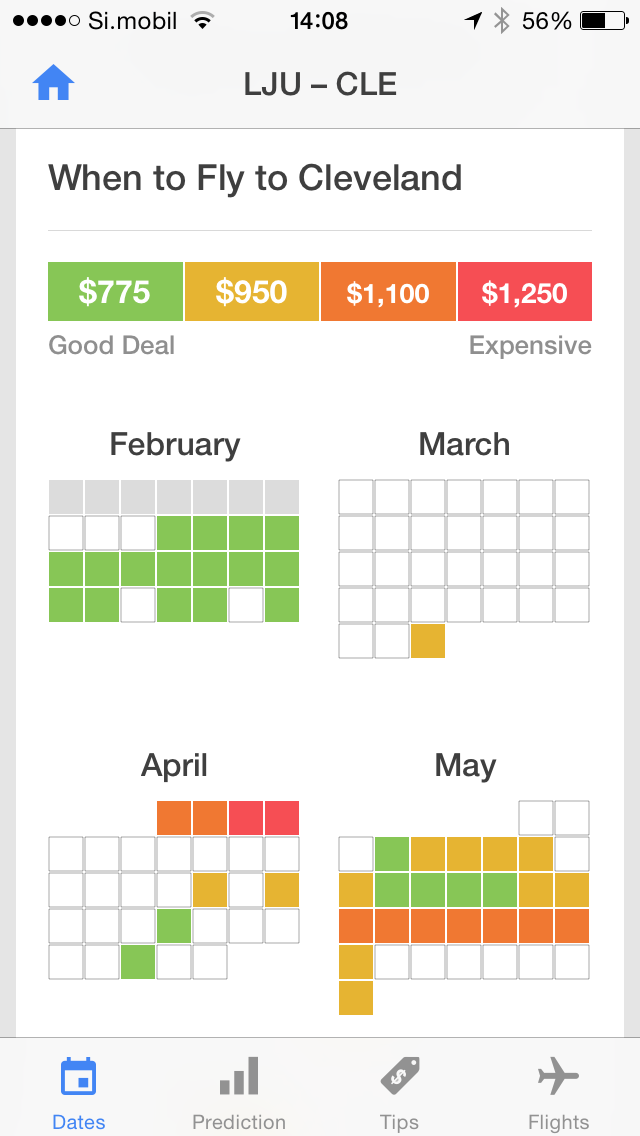 Si.mobil 14:08 56%
LJU – CLE
When to Fly to Cleveland
$775 $950 $1,100 $1,250
Good Deal Expensive
February March
April May
Dates Prediction Tips Flights